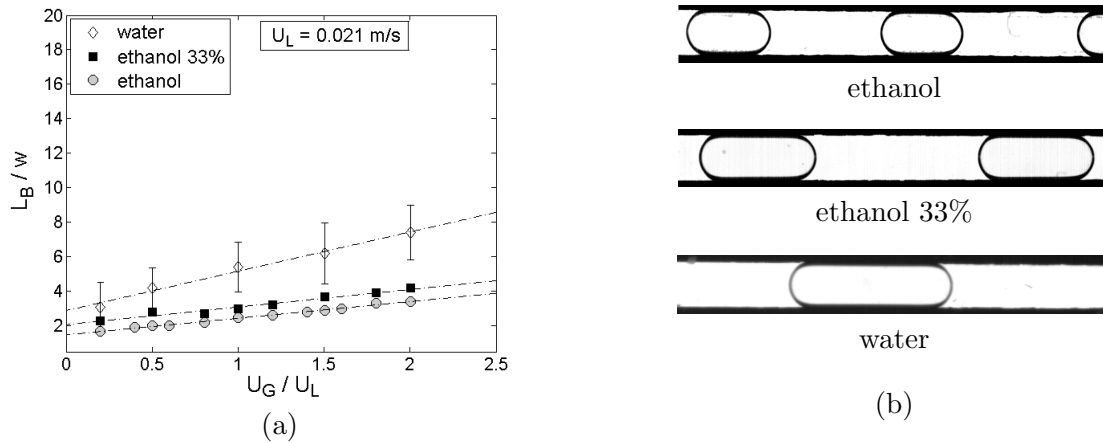 20
18
16
14
12
10
8
6
4
2
L_B / w
water
ethanol 33%
ethanol
U_L = 0.021 m/s
0 0.5 1 1.5 2 2.5
U_G / U_L
(a)
ethanol
ethanol 33%
water
(b)